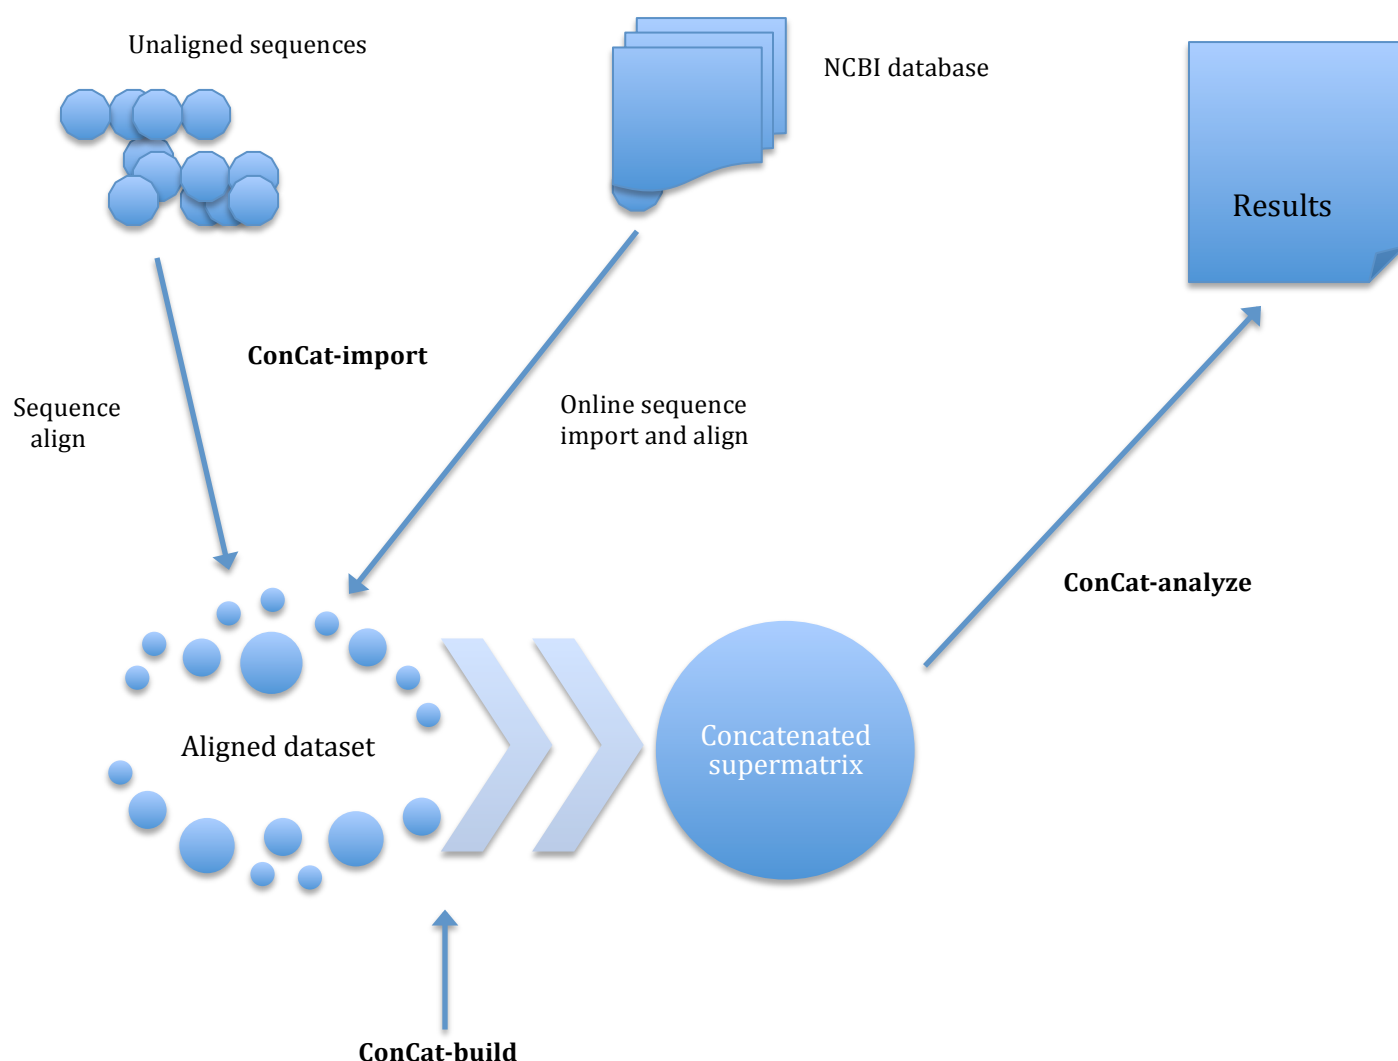 Unaligned sequences
NCBI database
Results
ConCat-import
Sequence
align
Online sequence
import and align
ConCat-analyze
Aligned dataset
Concatenated
supermatrix
ConCat-build